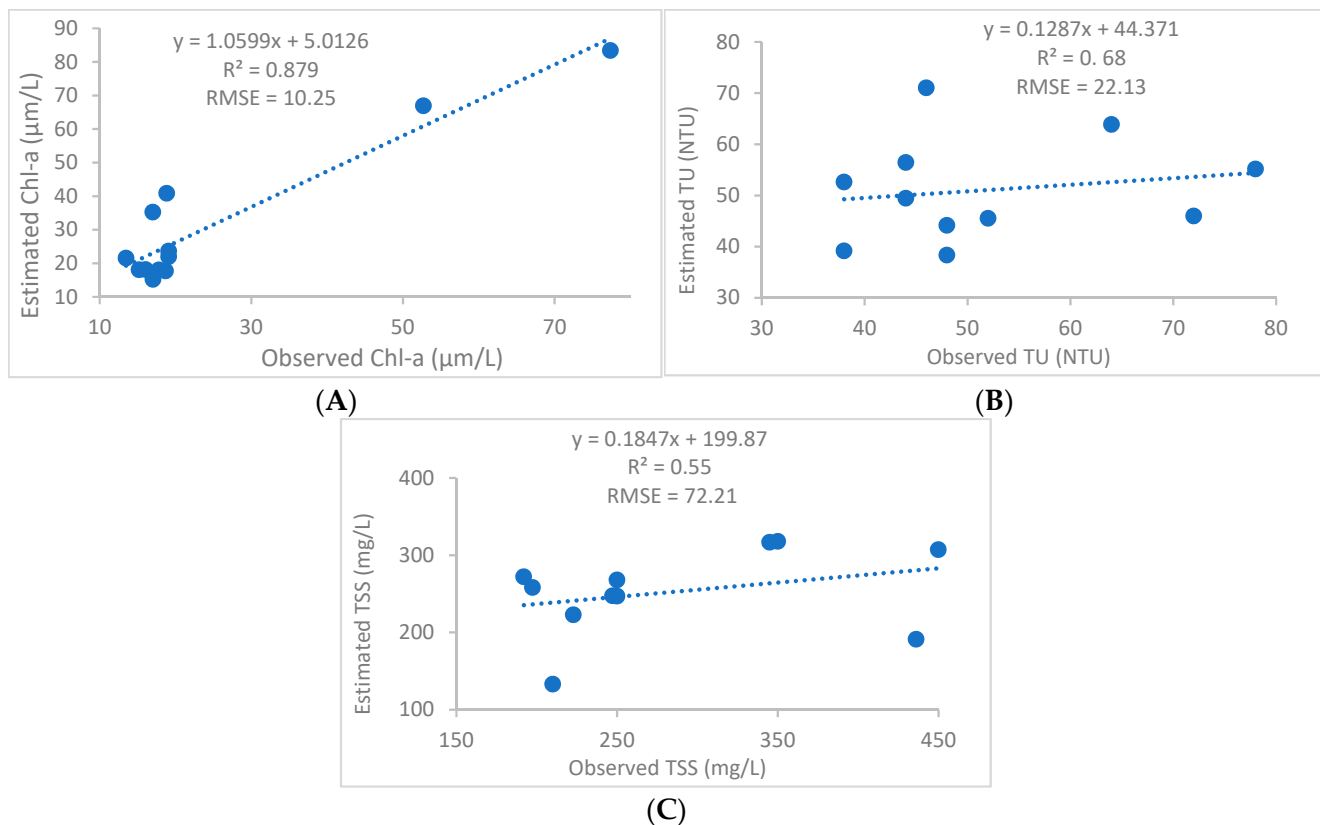 y = 1.0599x + 5.0126
R² = 0.879
RMSE = 10.25
Estimated Chl-a (µm/L)
90
80
70
60
50
40
30
20
10
10
30
50
70
Observed Chl-a (µm/L)
(A)
y = 0.1287x + 44.371
R² = 0. 68
RMSE = 22.13
Estimated TU (NTU)
80
70
60
50
40
30
30
40
50
60
70
80
Observed TU (NTU)
(B)
y = 0.1847x + 199.87
R² = 0.55
RMSE = 72.21
Estimated TSS (mg/L)
400
300
200
100
150
250
350
450
Observed TSS (mg/L)
(C)